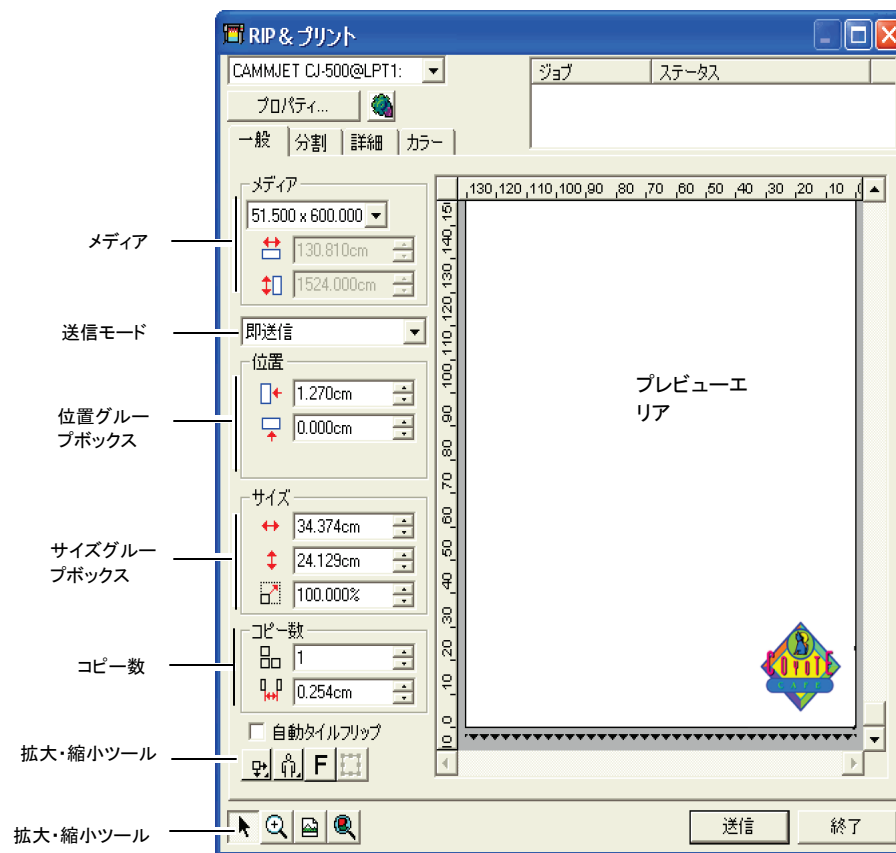 RIP & プリント
CAMMJET CJ-500@LPT1:
ジョブ
ステータス
プロパティ...
一般
分割
詳細
カラー
メディア
メディア
51.500 x 600.000
130.810cm
1524.000cm
送信モード
即送信
位置グルー
プボックス
位置
1.270cm
0.000cm
サイズグルー
プボックス
サイズ
34.374cm
24.129cm
100.000%
コピー数
コピー数
1
0.254cm
自動タイルフリップ
拡大・縮小ツール
F
拡大・縮小ツール
130 120 110 100 90 80 70 60 50 40 30 20 10
150 140 130 120 110 100 90 80 70 60 50 40 30 20 10 0 10
プレビューエ
リア
COYOTE
CAFE
送信
終了